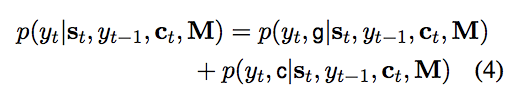 p(y_t|s_t, y_{t−1}, c_t, M) = p(y_t, g|s_t, y_{t−1}, c_t, M)
+ p(y_t, c|s_t, y_{t−1}, c_t, M) (4)